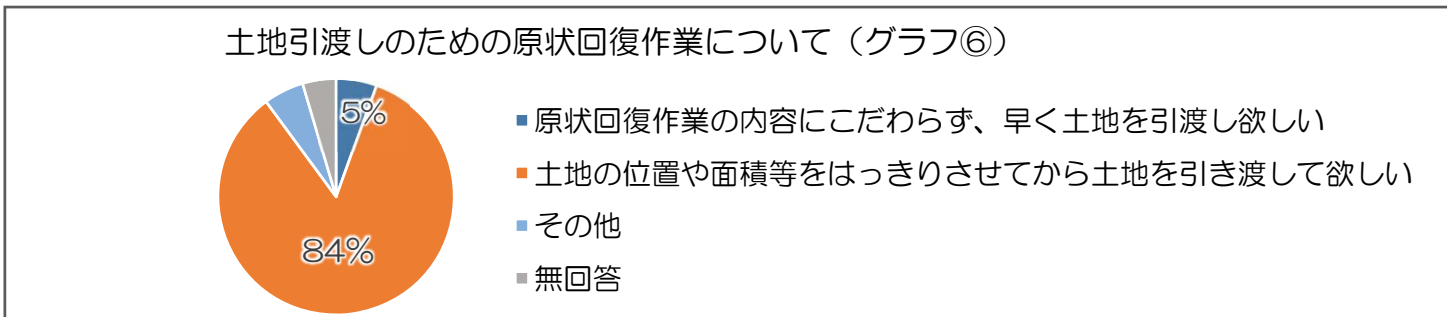 土地引渡しのための原状回復作業について（グラフ⑥）
5%
84%
原状回復作業の内容にこだわらず、早く土地を引渡し欲しい
土地の位置や面積等をはっきりさせてから土地を引き渡して欲しい
その他
無回答